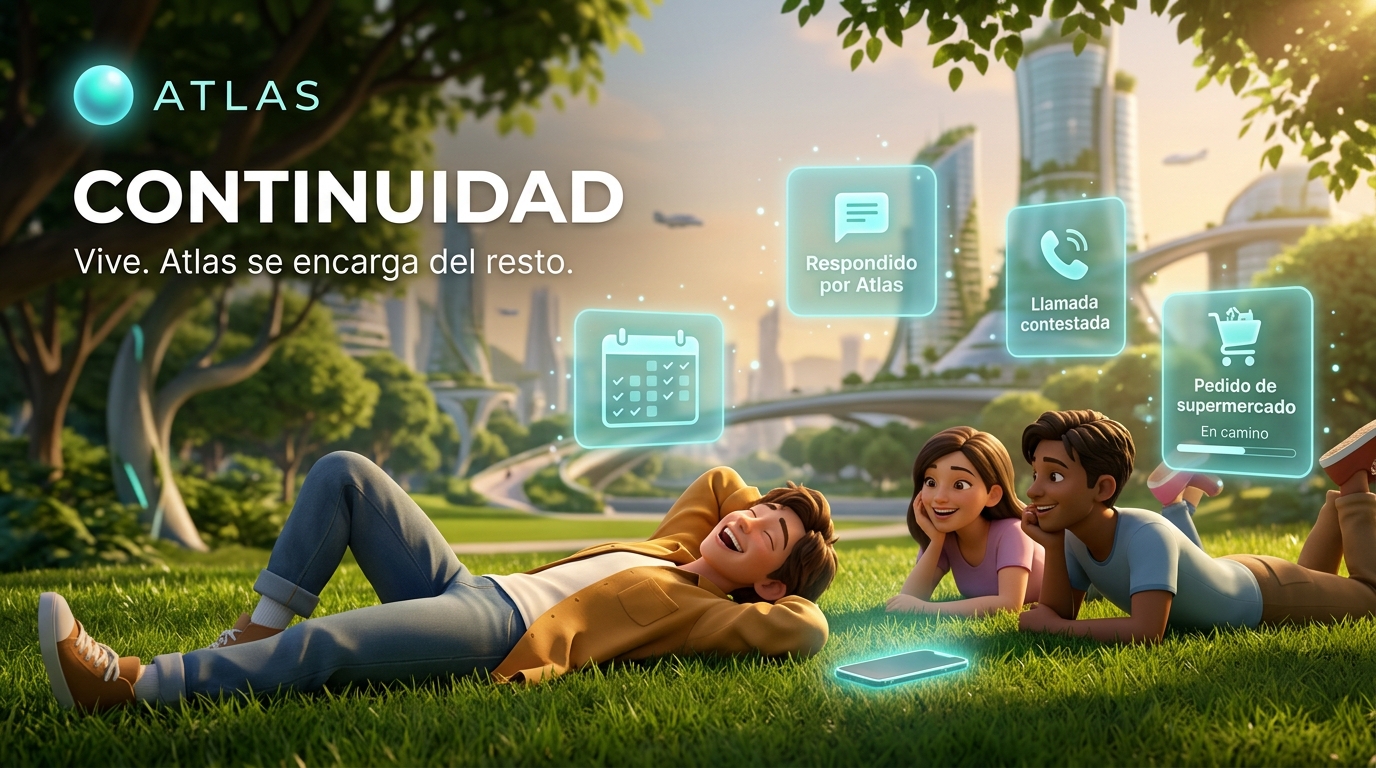 ATLAS
CONTINUIDAD
Vive. Atlas se encarga del resto.
Respondido
por Atlas
Llamada
contestada
Pedido de
supermercado
En camino